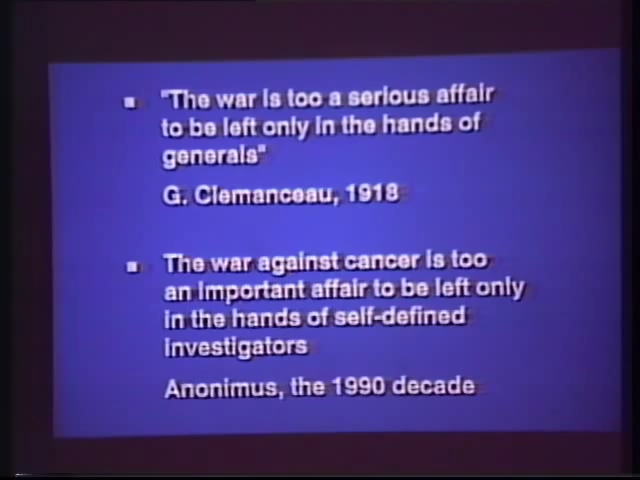 "The war is too a serious affair
to be left only in the hands of
generals"
G. Clemanceau, 1918
The war against cancer is too
an important affair to be left only
in the hands of self-defined
investigators
Anonimus, the 1990 decade